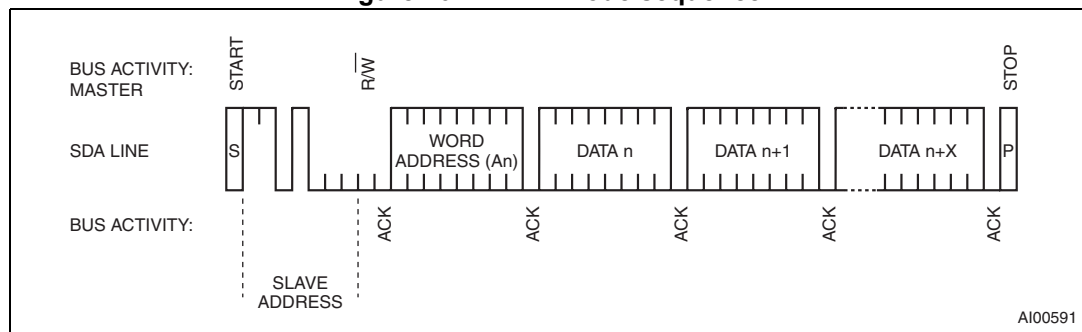 BUS ACTIVITY:
MASTER
START
R/W
STOP
SDA LINE
S
WORD
ADDRESS (An)
DATA n
DATA n+1
DATA n+X
P
BUS ACTIVITY:
ACK
ACK
ACK
ACK
ACK
SLAVE
ADDRESS
AI00591